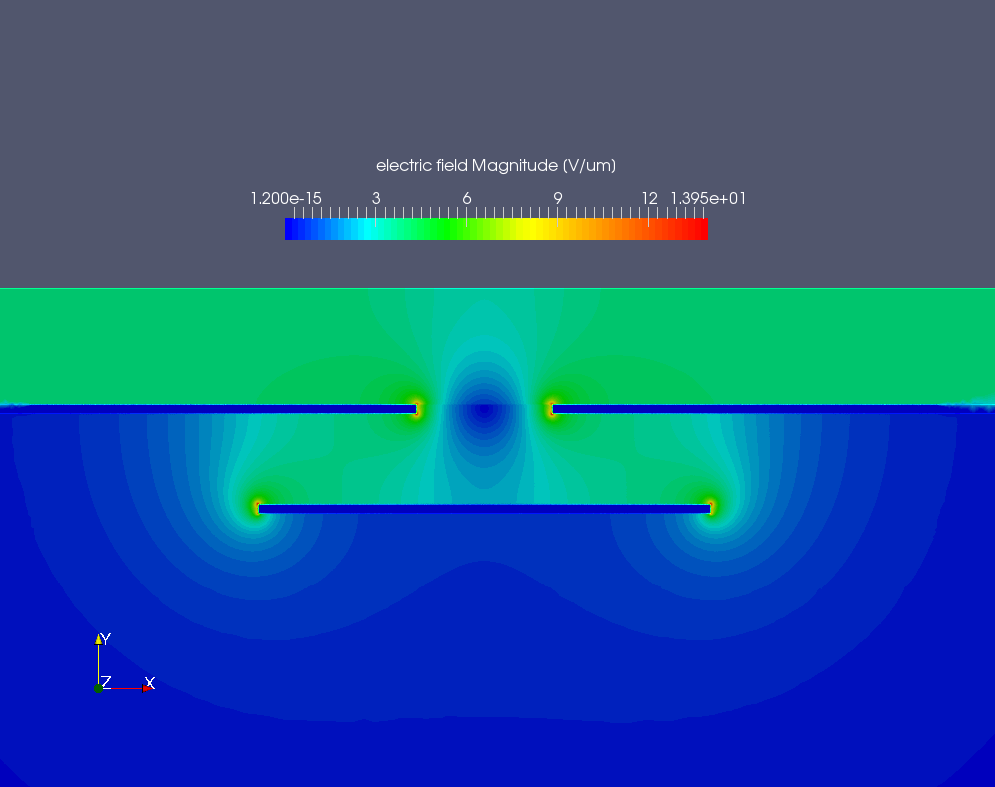 electric field Magnitude (V/um)
1.200e-15 3 6 9 12 1.395e+01
Y
Z X